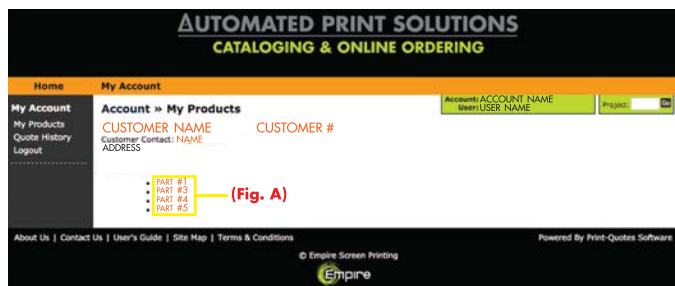 AUTOMATED PRINT SOLUTIONS
CATALOGING & ONLINE ORDERING
Home My Account
My Account
My Products
Quote History
Logout
Account » My Products
Account: ACCOUNT NAME
User: USER NAME
Project: Go
CUSTOMER NAME CUSTOMER #
Customer Contact: NAME
ADDRESS
• PART #1
• PART #3
• PART #4
• PART #5
(Fig. A)
About Us | Contact Us | User's Guide | Site Map | Terms & Conditions Powered By Print-Quotes Software
© Empire Screen Printing
Empire